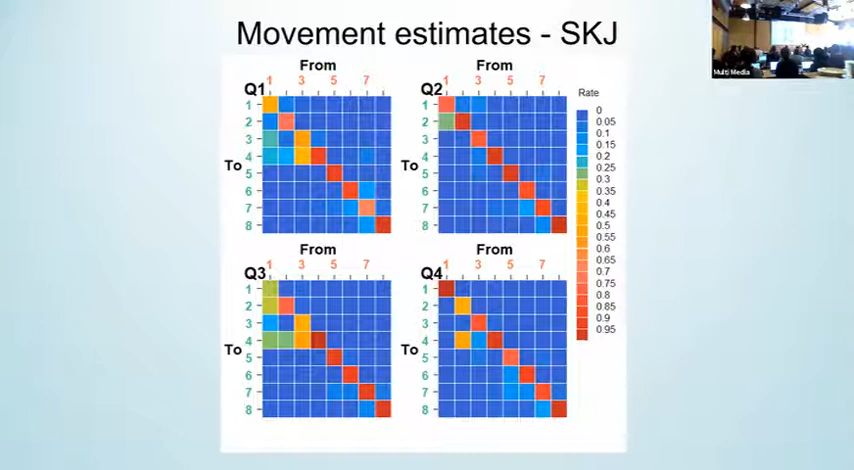 Movement estimates - SKJ
Multi Media
From
1 3 5 7
Q1
To
1
2
3
4
5
6
7
8
From
1 3 5 7
Q2
To
1
2
3
4
5
6
7
8
Rate
0
0.05
0.1
0.15
0.2
0.25
0.3
0.35
0.4
0.45
0.5
0.55
0.6
0.65
0.7
0.75
0.8
0.85
0.9
0.95
From
1 3 5 7
Q3
To
1
2
3
4
5
6
7
8
From
1 3 5 7
Q4
To
1
2
3
4
5
6
7
8